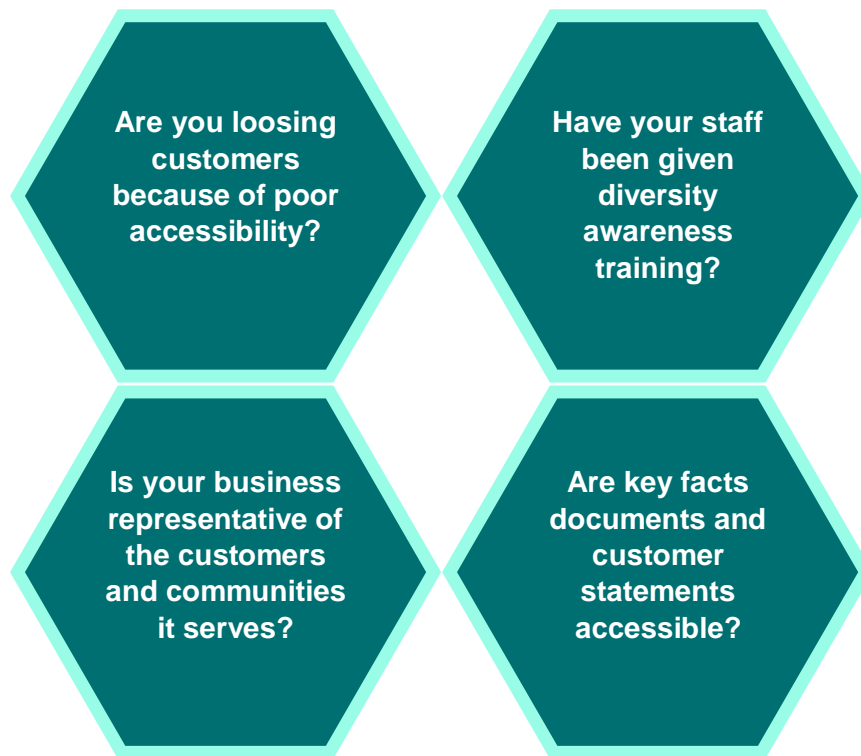 Are you loosing
customers
because of poor
accessibility?
Have your staff
been given
diversity
awareness
training?
Is your business
representative of
the customers
and communities
it serves?
Are key facts
documents and
customer
statements
accessible?